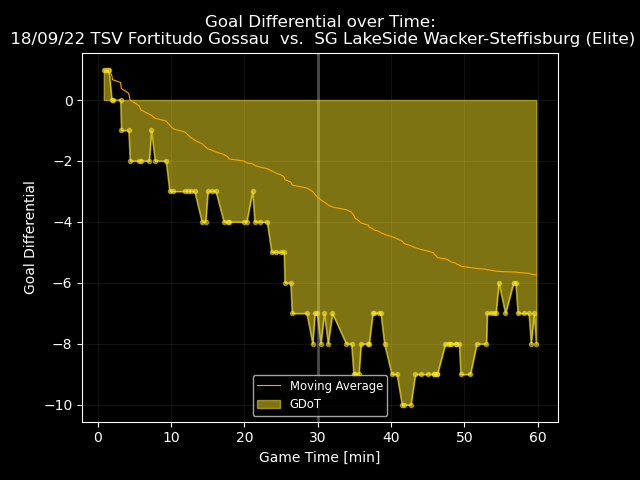 Goal Differential over Time:
18/09/22 TSV Fortitudo Gossau  vs.  SG LakeSide Wacker-Steffisburg (Elite)
Goal Differential
0
−2
−4
−6
−8
−10
Moving Average
GDoT
0 10 20 30 40 50 60
Game Time [min]